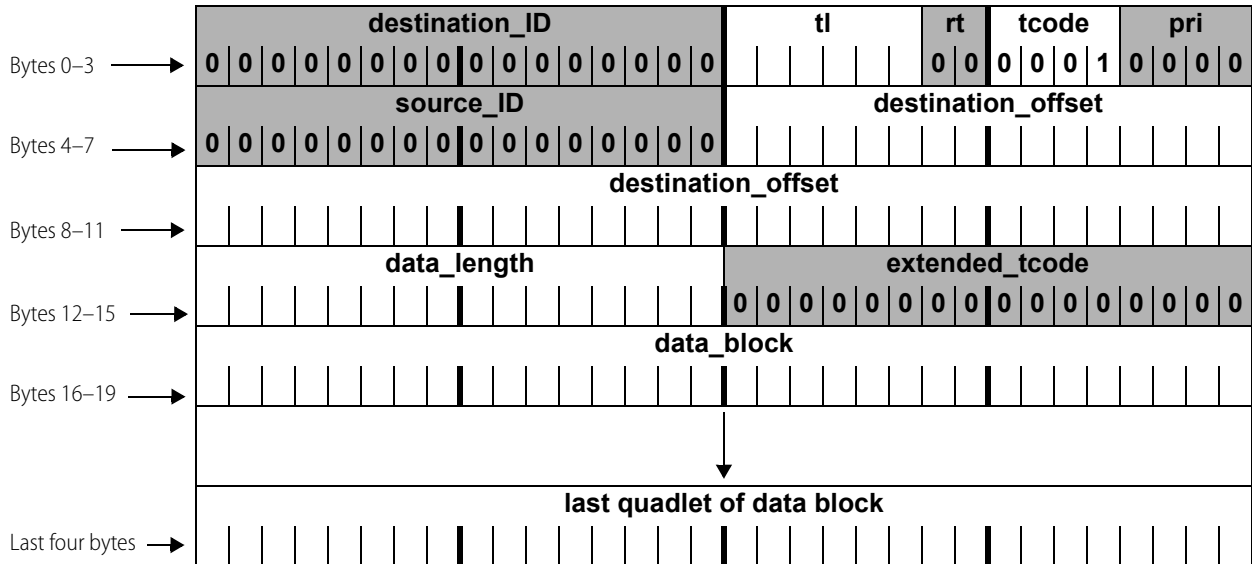 destination_ID tl rt tcode pri
Bytes 0–3 0 0 0 0 0 0 0 0 0 0 0 0 0 0 0 0 0 0 0 0 0 1 0 0 0 0
source_ID destination_offset
Bytes 4–7 0 0 0 0 0 0 0 0 0 0 0 0 0 0 0 0
destination_offset
Bytes 8–11
data_length extended_tcode
Bytes 12–15 0 0 0 0 0 0 0 0 0 0 0 0 0 0 0 0
data_block
Bytes 16–19
last quadlet of data block
Last four bytes